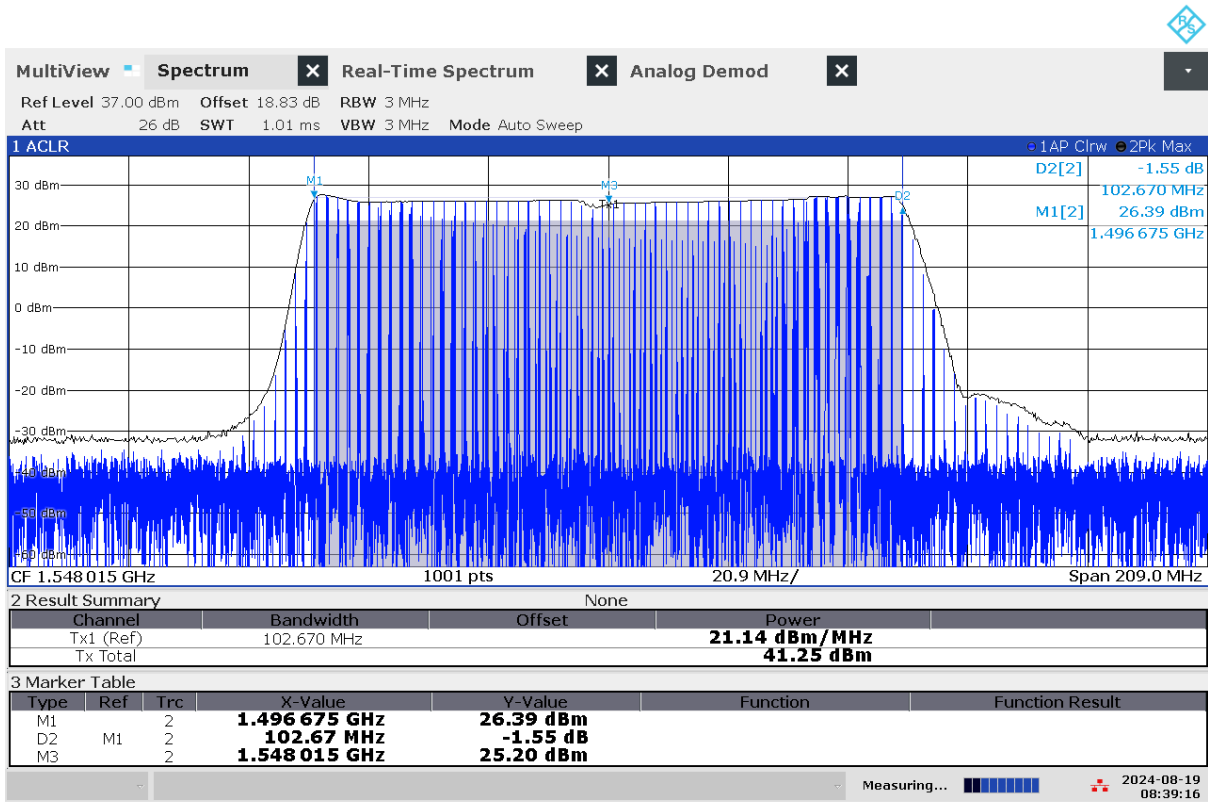 R&S
MultiView Spectrum X Real-Time Spectrum X Analog Demod X
Ref Level 37.00 dBm Offset 18.83 dB RBW 3 MHz
Att 26 dB SWT 1.01 ms VBW 3 MHz Mode Auto Sweep
1 ACLR 1AP Clrw 2Pk Max
D2[2] -1.55 dB
102.670 MHz
M1[2] 26.39 dBm
1.496 675 GHz
M1
M3
D2
30 dBm
20 dBm
10 dBm
0 dBm
-10 dBm
-20 dBm
-30 dBm
-40 dBm
-50 dBm
-60 dBm
CF 1.548 015 GHz 1001 pts 20.9 MHz/ Span 209.0 MHz
2 Result Summary None
Channel Bandwidth Offset Power
Tx1 (Ref) 102.670 MHz 21.14 dBm/MHz
Tx Total 41.25 dBm
3 Marker Table
Type Ref Trc X-Value Y-Value Function Function Result
M1 2 1.496 675 GHz 26.39 dBm
D2 M1 2 102.67 MHz -1.55 dB
M3 2 1.548 015 GHz 25.20 dBm
Measuring... 2024-08-19
08:39:16